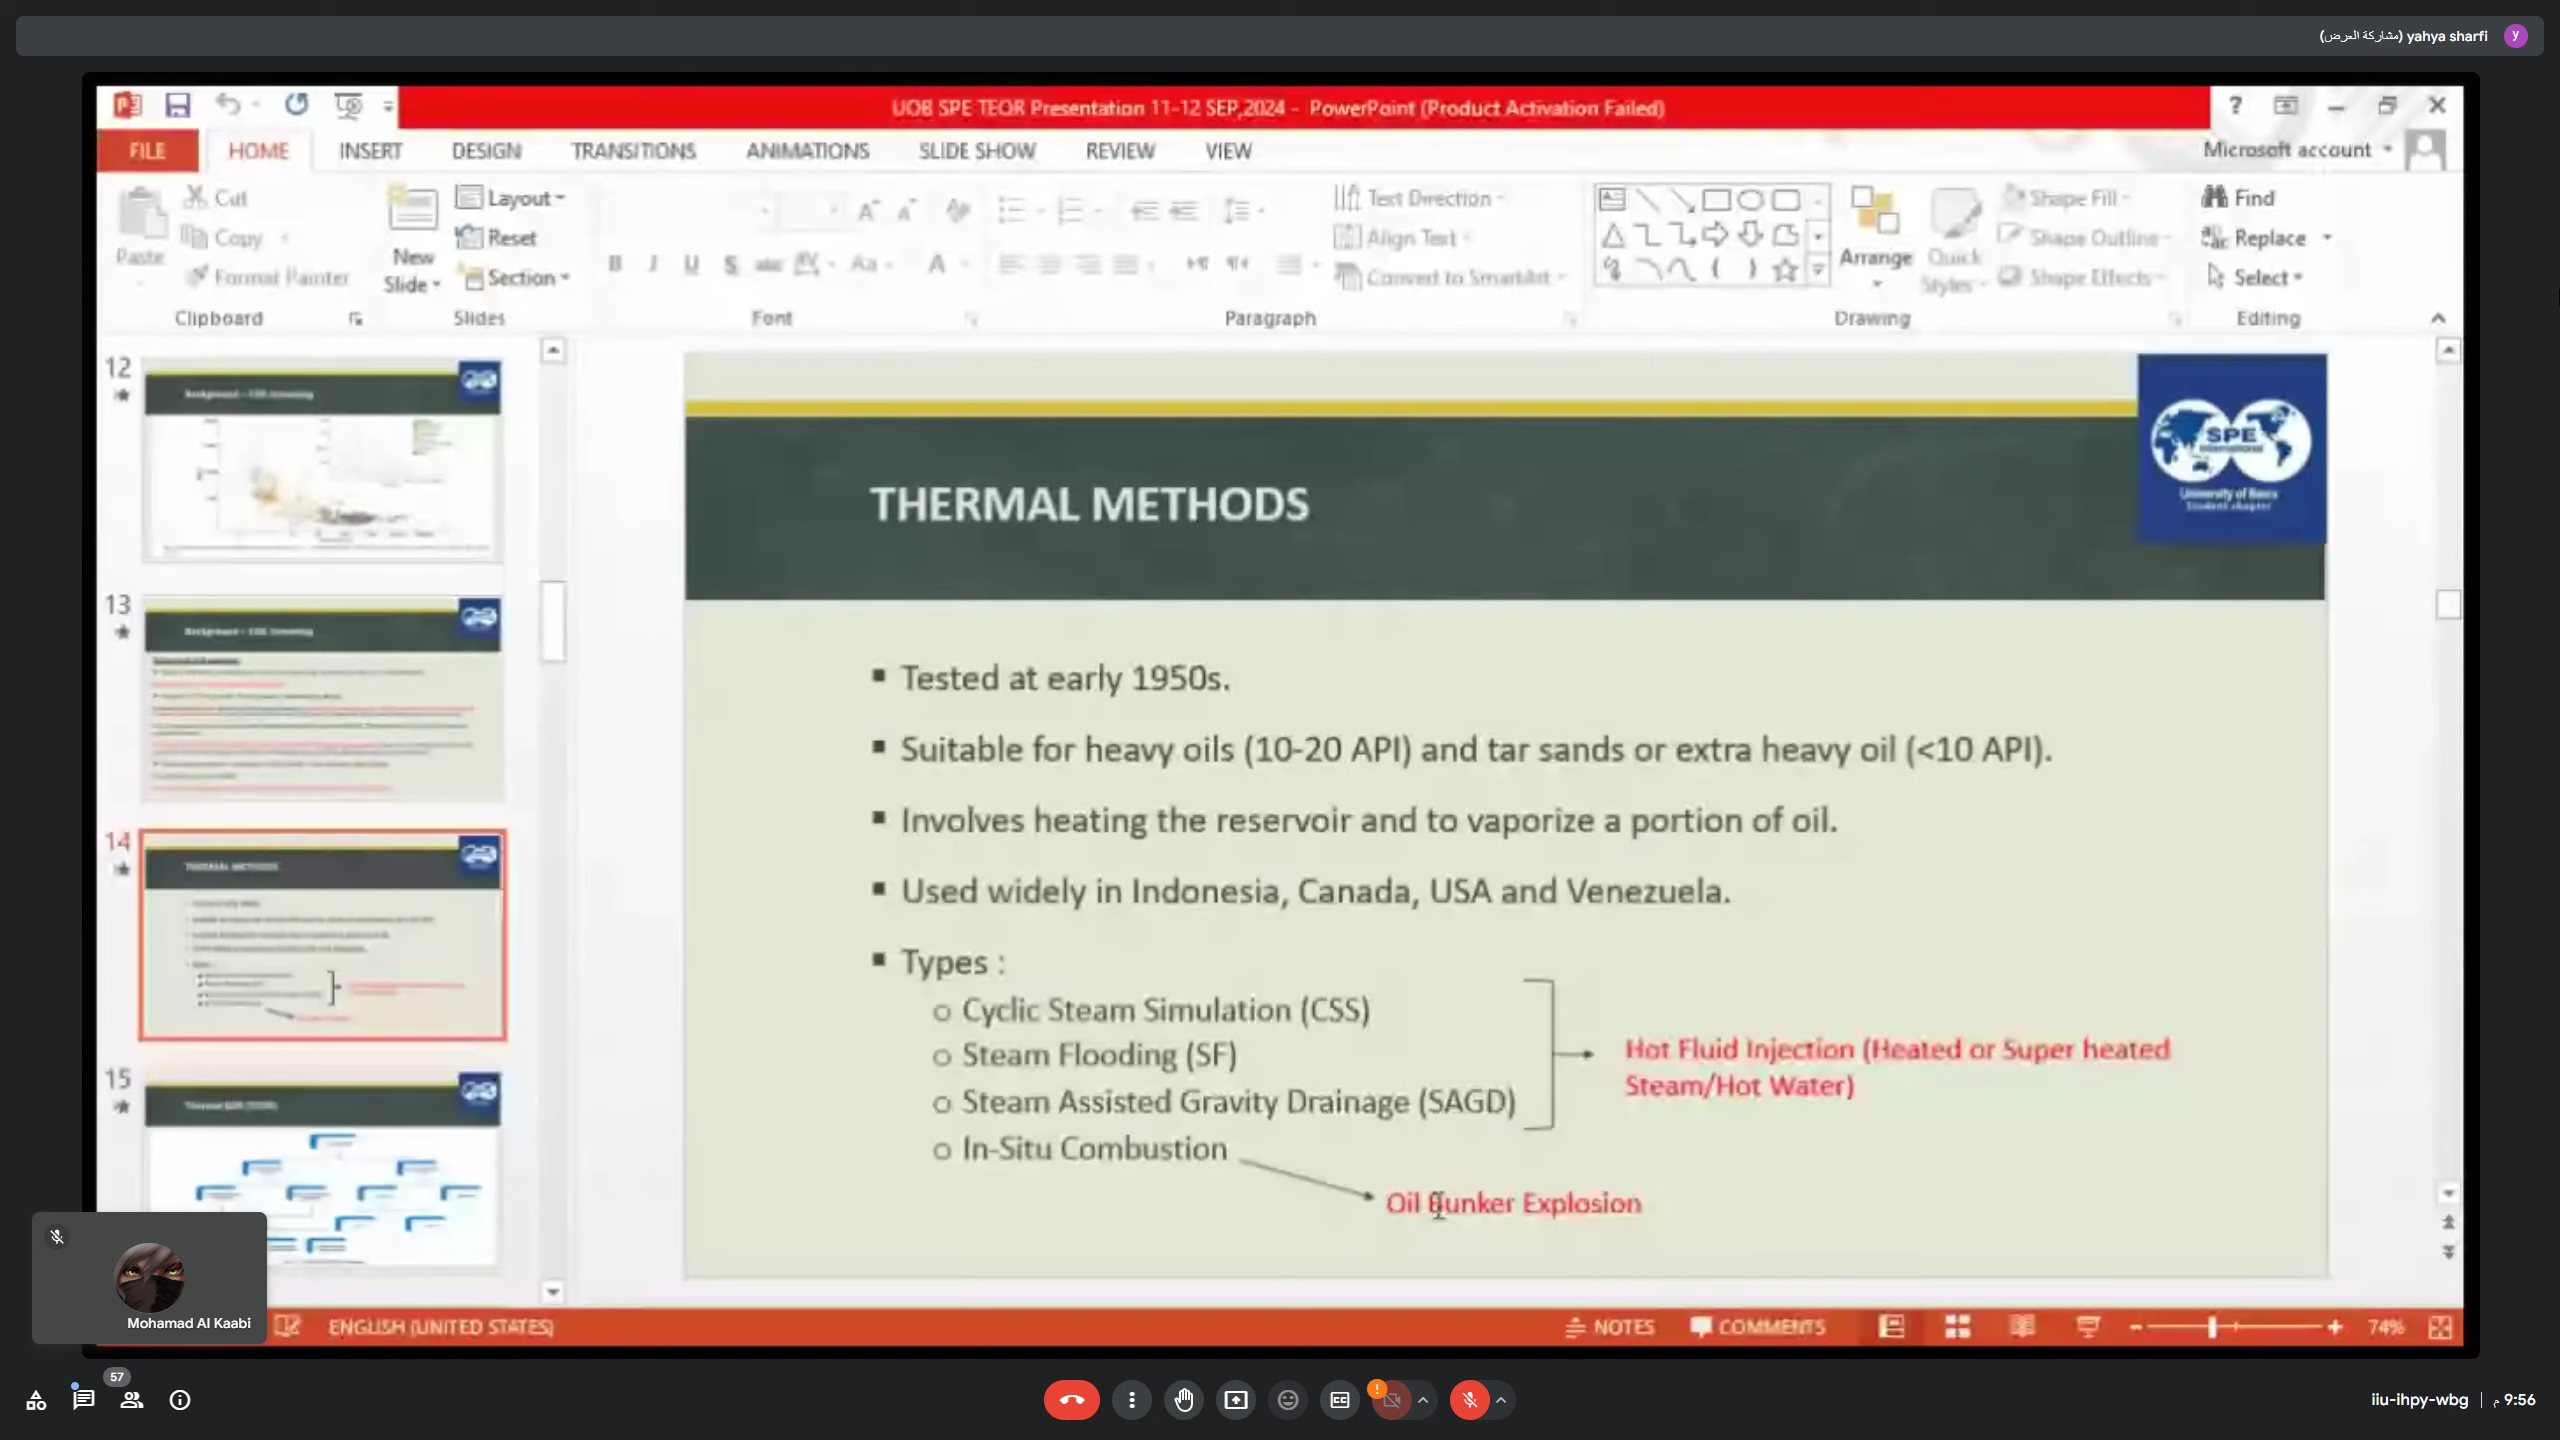 yahya sharfi (مشاركة العرض)
y
UOB SPE TEOR Presentation 11-12 SEP,2024 - PowerPoint (Product Activation Failed)
FILE
HOME
INSERT
DESIGN
TRANSITIONS
ANIMATIONS
SLIDE SHOW
REVIEW
VIEW
Microsoft account
Paste
Cut
Copy
Format Painter
Clipboard
New
Slide
Layout
Reset
Section
Slides
Font
Text Direction
Align Text
Convert to SmartArt
Paragraph
Arrange
Quick
Styles
Shape Fill
Shape Outline
Shape Effects
Drawing
Find
Replace
Select
Editing
12
13
14
15
THERMAL METHODS
SPE
International
University of Basra
Student chapter
▪ Tested at early 1950s.
▪ Suitable for heavy oils (10-20 API) and tar sands or extra heavy oil (<10 API).
▪ Involves heating the reservoir and to vaporize a portion of oil.
▪ Used widely in Indonesia, Canada, USA and Venezuela.
▪ Types :
o Cyclic Steam Simulation (CSS)
o Steam Flooding (SF)
o Steam Assisted Gravity Drainage (SAGD)
o In-Situ Combustion
Hot Fluid Injection (Heated or Super heated
Steam/Hot Water)
Oil Bunker Explosion
Mohamad Al Kaabi
ENGLISH (UNITED STATES)
NOTES
COMMENTS
74%
57
iiu-ihpy-wbg | 9:56 م